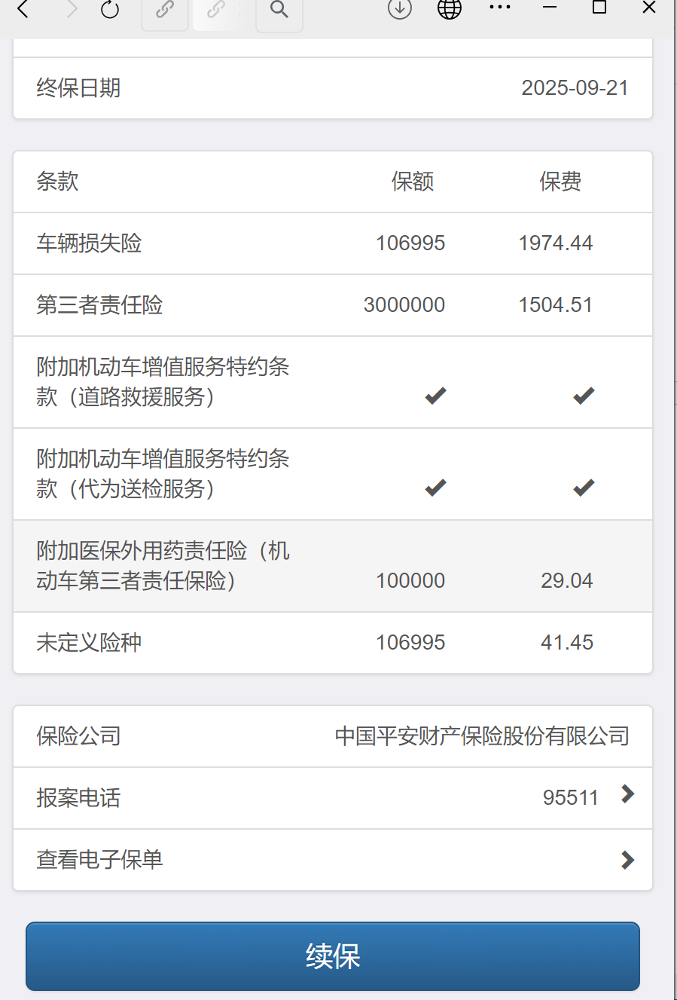 终保日期 2025-09-21
条款 保额 保费
车辆损失险 106995 1974.44
第三者责任险 3000000 1504.51
附加机动车增值服务特约条
款（道路救援服务）
附加机动车增值服务特约条
款（代为送检服务）
附加医保外用药责任险（机
动车第三者责任保险） 100000 29.04
未定义险种 106995 41.45
保险公司 中国平安财产保险股份有限公司
报案电话 95511
查看电子保单
续保